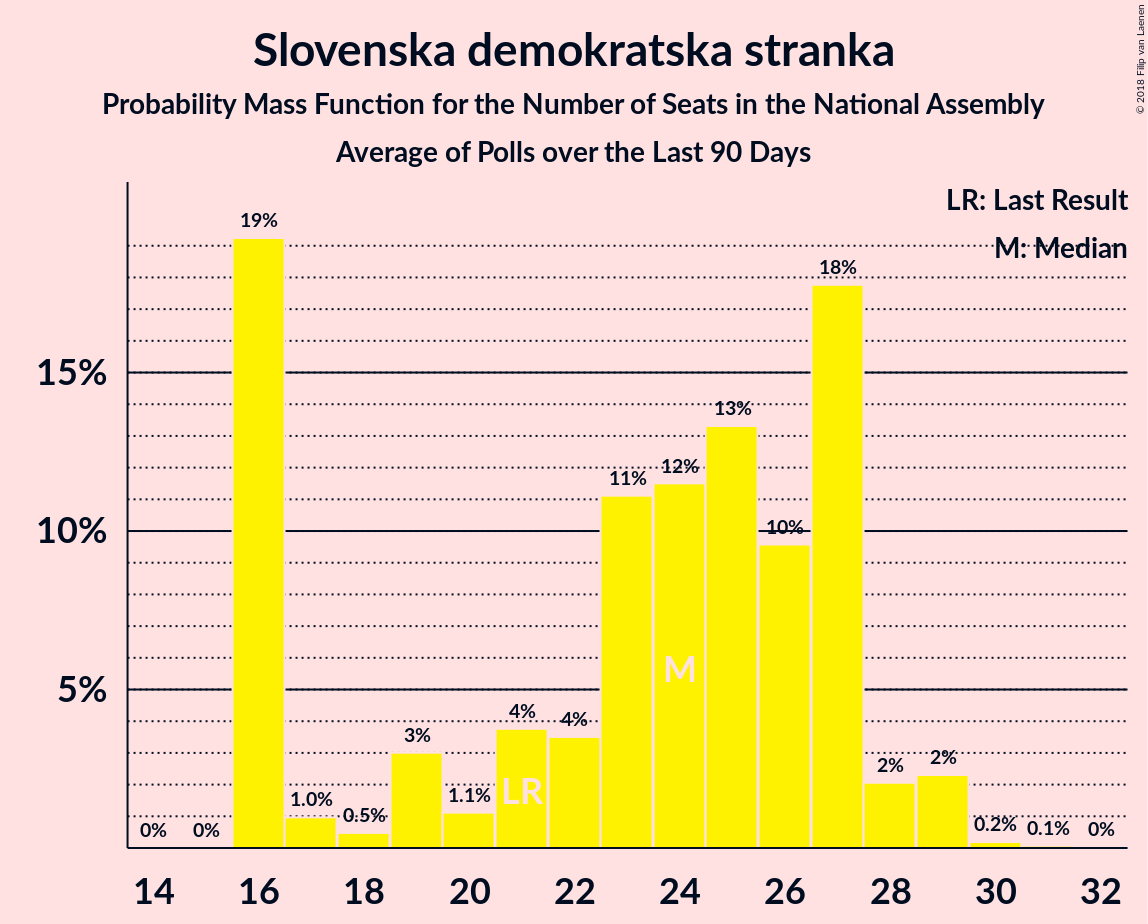 Slovenska demokratska stranka
Probability Mass Function for the Number of Seats in the National Assembly
Average of Polls over the Last 90 Days
© 2018 Filip van Laenen
LR: Last Result
M: Median
15%
10%
5%
0%
0%
19%
1.0%
0.5%
3%
1.1%
4%
4%
11%
12%
13%
10%
18%
2%
2%
0.2%
0.1%
0%
LR
M
14 16 18 20 22 24 26 28 30 32